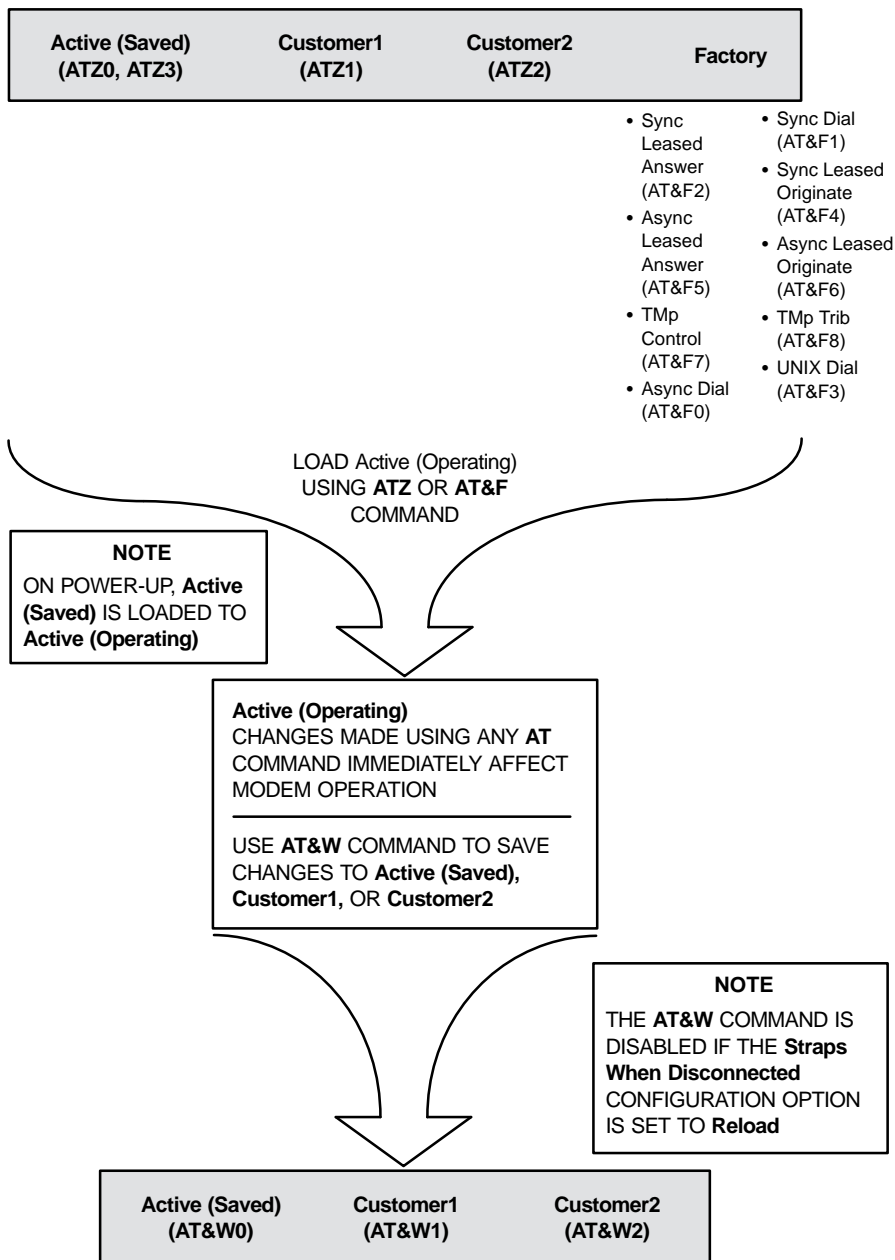 Active (Saved)
(ATZ0, ATZ3)
Customer1
(ATZ1)
Customer2
(ATZ2)
Factory
• Sync
Leased
Answer
(AT&F2)
• Async
Leased
Answer
(AT&F5)
• TMp
Control
(AT&F7)
• Async Dial
(AT&F0)
• Sync Dial
(AT&F1)
• Sync Leased
Originate
(AT&F4)
• Async Leased
Originate
(AT&F6)
• TMp Trib
(AT&F8)
• UNIX Dial
(AT&F3)
LOAD Active (Operating)
USING ATZ OR AT&F
COMMAND
NOTE
ON POWER-UP, Active
(Saved) IS LOADED TO
Active (Operating)
Active (Operating)
CHANGES MADE USING ANY AT
COMMAND IMMEDIATELY AFFECT
MODEM OPERATION
USE AT&W COMMAND TO SAVE
CHANGES TO Active (Saved),
Customer1, OR Customer2
NOTE
THE AT&W COMMAND IS
DISABLED IF THE Straps
When Disconnected
CONFIGURATION OPTION
IS SET TO Reload
Active (Saved)
(AT&W0)
Customer1
(AT&W1)
Customer2
(AT&W2)